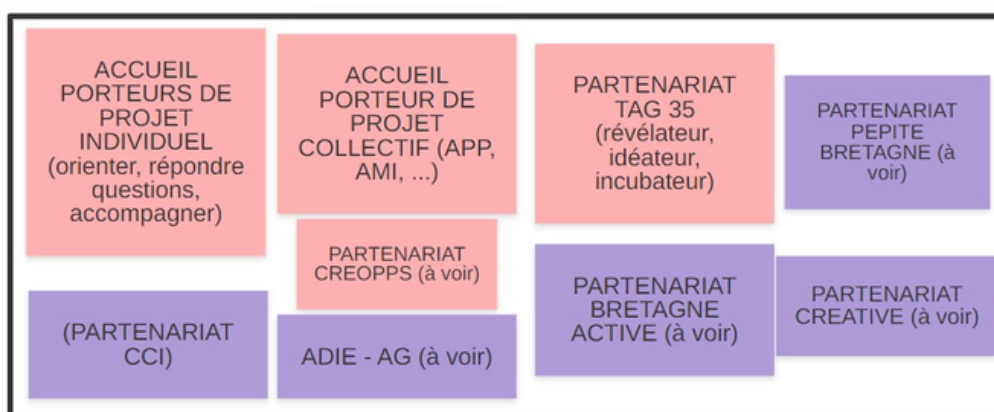 ACCUEIL
PORTEURS DE
PROJET
INDIVIDUEL
(orienter, répondre
questions,
accompagner)
ACCUEIL
PORTEUR DE
PROJET
COLLECTIF (APP,
AMI, ...)
PARTENARIAT
TAG 35
(révélateur,
idéateur,
incubateur)
PARTENARIAT
PEPITE
BRETAGNE (à
voir)
PARTENARIAT
CREOPPS (à voir)
(PARTENARIAT
CCI)
ADIE - AG (à voir)
PARTENARIAT
BRETAGNE
ACTIVE (à voir)
PARTENARIAT
CREATIVE (à voir)